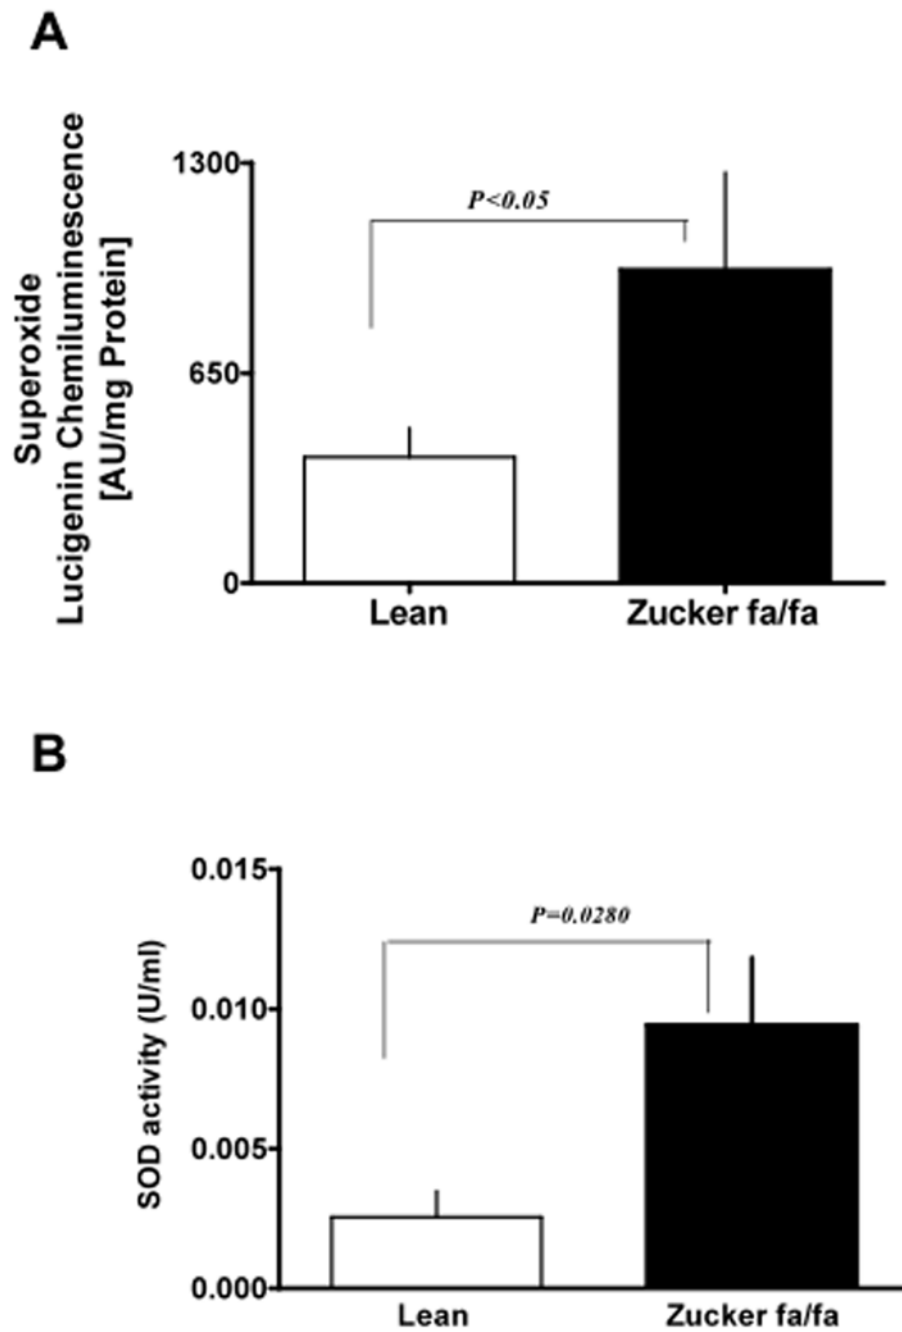 A
Superoxide
Lucigenin Chemiluminescence
[AU/mg Protein]
1300
650
0
P<0.05
Lean
Zucker fa/fa
B
SOD activity (U/ml)
0.015
0.010
0.005
0.000
P=0.0280
Lean
Zucker fa/fa